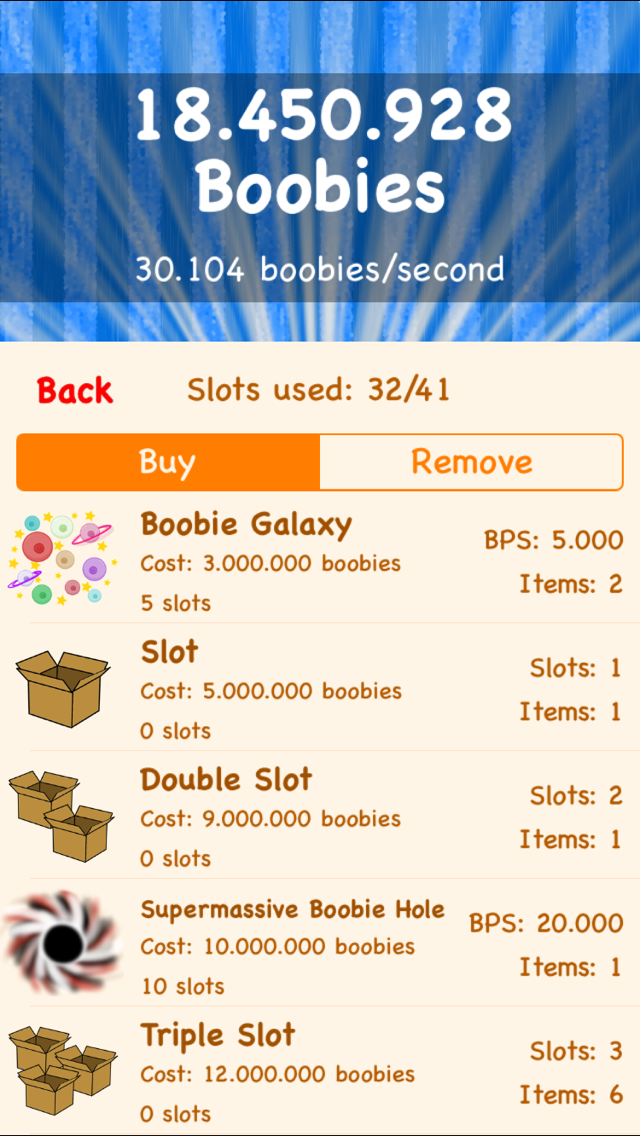 18.450.928
Boobies
30.104 boobies/second
Back
Slots used: 32/41
Buy
Remove
Boobie Galaxy
Cost: 3.000.000 boobies
5 slots
BPS: 5.000
Items: 2
Slot
Cost: 5.000.000 boobies
0 slots
Slots: 1
Items: 1
Double Slot
Cost: 9.000.000 boobies
0 slots
Slots: 2
Items: 1
Supermassive Boobie Hole
Cost: 10.000.000 boobies
10 slots
BPS: 20.000
Items: 1
Triple Slot
Cost: 12.000.000 boobies
0 slots
Slots: 3
Items: 6